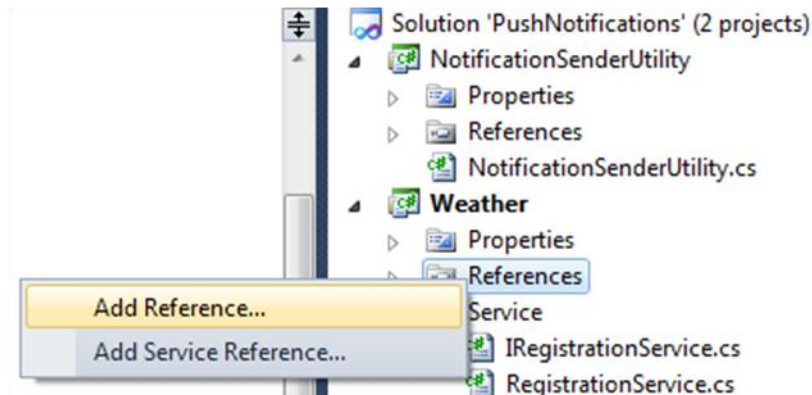 Solution 'PushNotifications' (2 projects)
NotificationSenderUtility
Properties
References
NotificationSenderUtility.cs
Weather
Properties
References
Add Reference...
Service
Add Service Reference...
IRegistrationService.cs
RegistrationService.cs